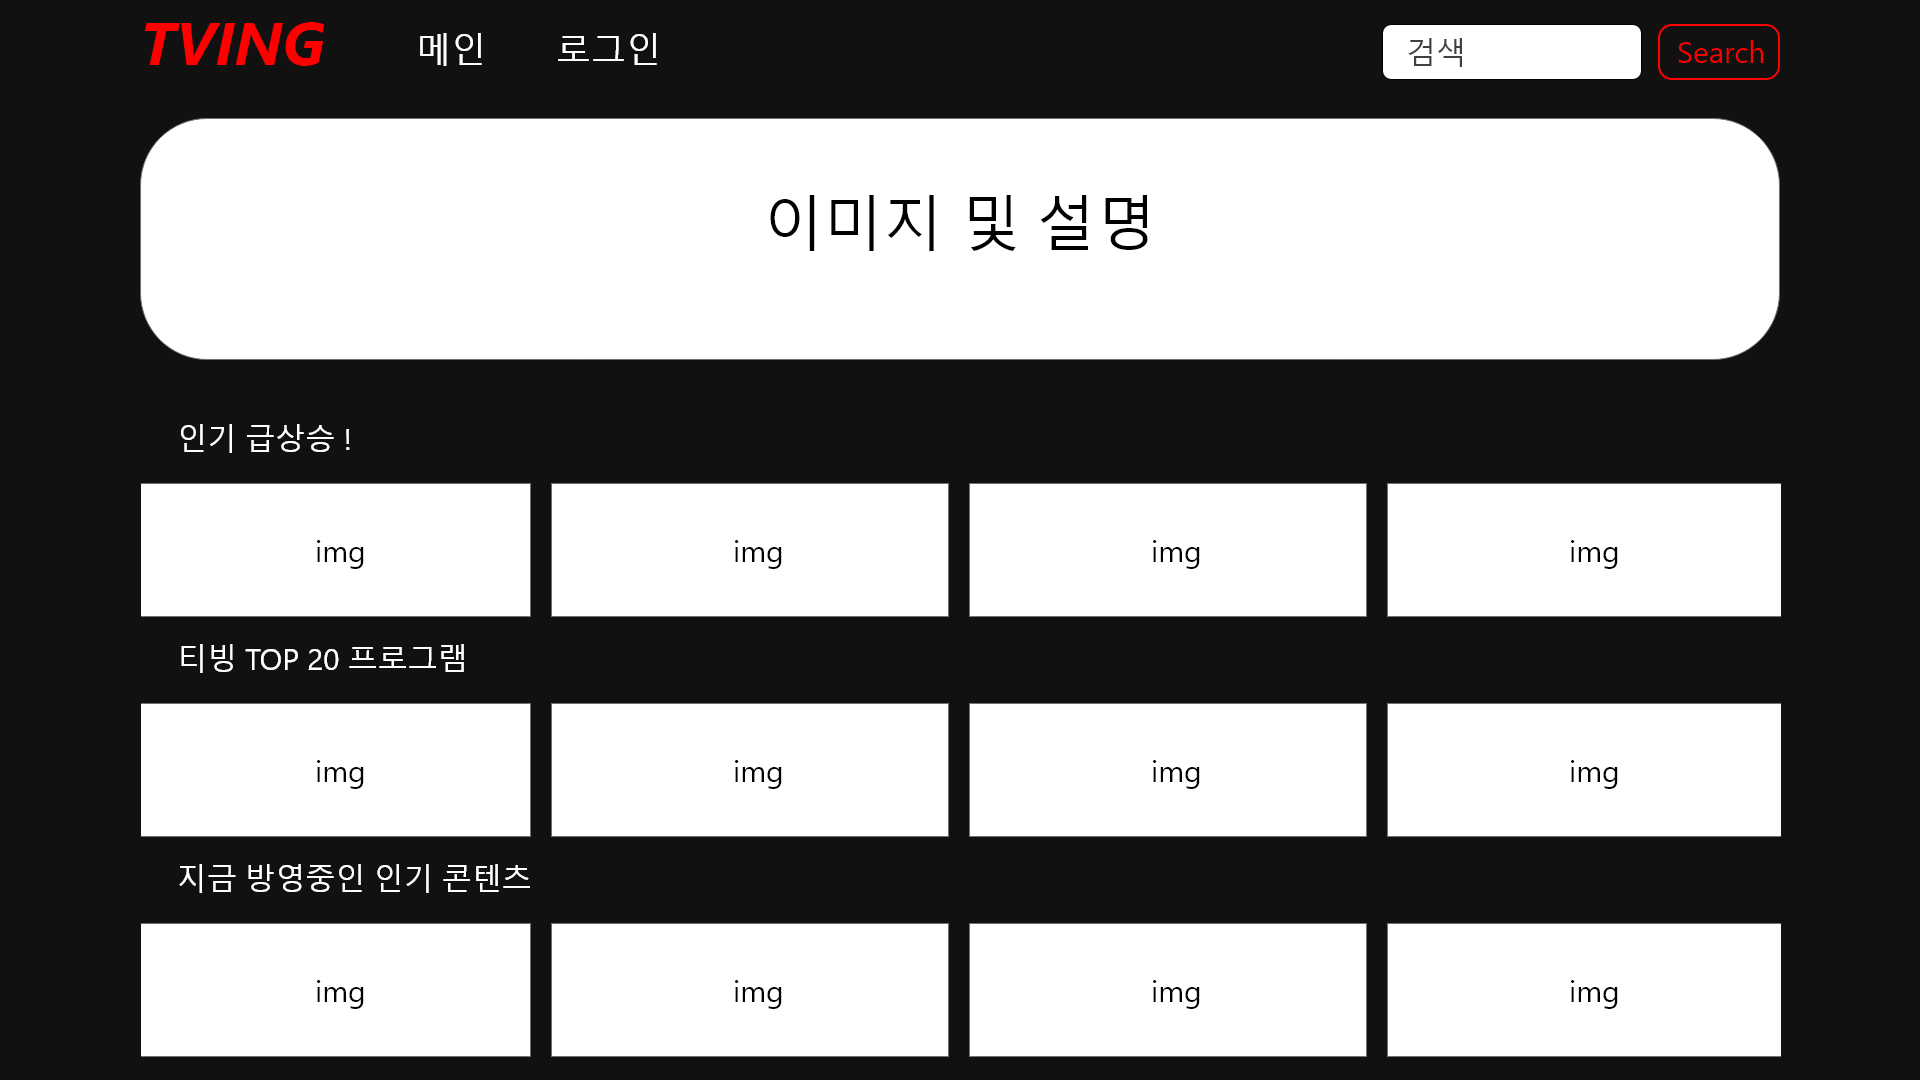 TVING 메인 로그인 검색 Search
이미지 및 설명
인기 급상승 !
img img img img
티빙 TOP 20 프로그램
img img img img
지금 방영중인 인기 콘텐츠
img img img img